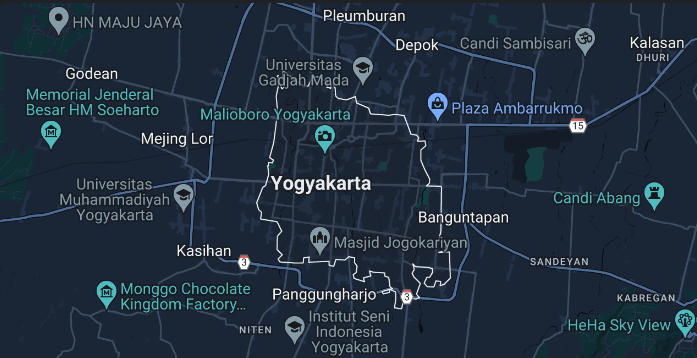 Pleumburan
HN MAJU JAYA
Depok
Candi Sambisari
Kalasan
DHURI
Universitas
Gadjah Mada
Godean
Memorial Jenderal
Besar HM Soeharto
Malioboro Yogyakarta
Plaza Ambarrukmo
15
Mejing Lor
Universitas
Muhammadiyah
Yogyakarta
Yogyakarta
Candi Abang
Banguntapan
Kasihan
3
Masjid Jogokariyan
SANDEYAN
Monggo Chocolate
Kingdom Factory...
Panggungharjo
3
KABREGAN
NITEN
Institut Seni
Indonesia
Yogyakarta
HeHa Sky View